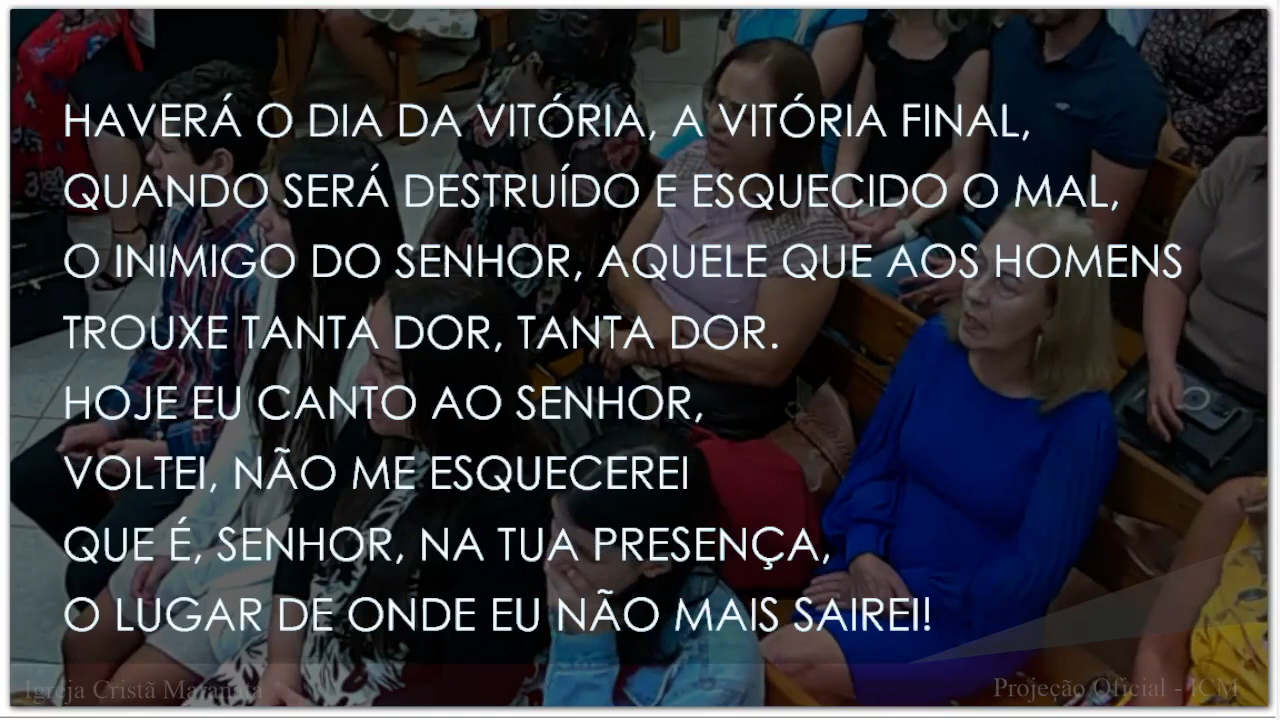 HAVERÁ O DIA DA VITÓRIA, A VITÓRIA FINAL,
QUANDO SERÁ DESTRUÍDO E ESQUECIDO O MAL,
O INIMIGO DO SENHOR, AQUELE QUE AOS HOMENS
TROUXE TANTA DOR, TANTA DOR.
HOJE EU CANTO AO SENHOR,
VOLTEI, NÃO ME ESQUECEREI
QUE É, SENHOR, NA TUA PRESENÇA,
O LUGAR DE ONDE EU NÃO MAIS SAIREI!
Igreja Cristã Maranata
Projeção Oficial - ICM